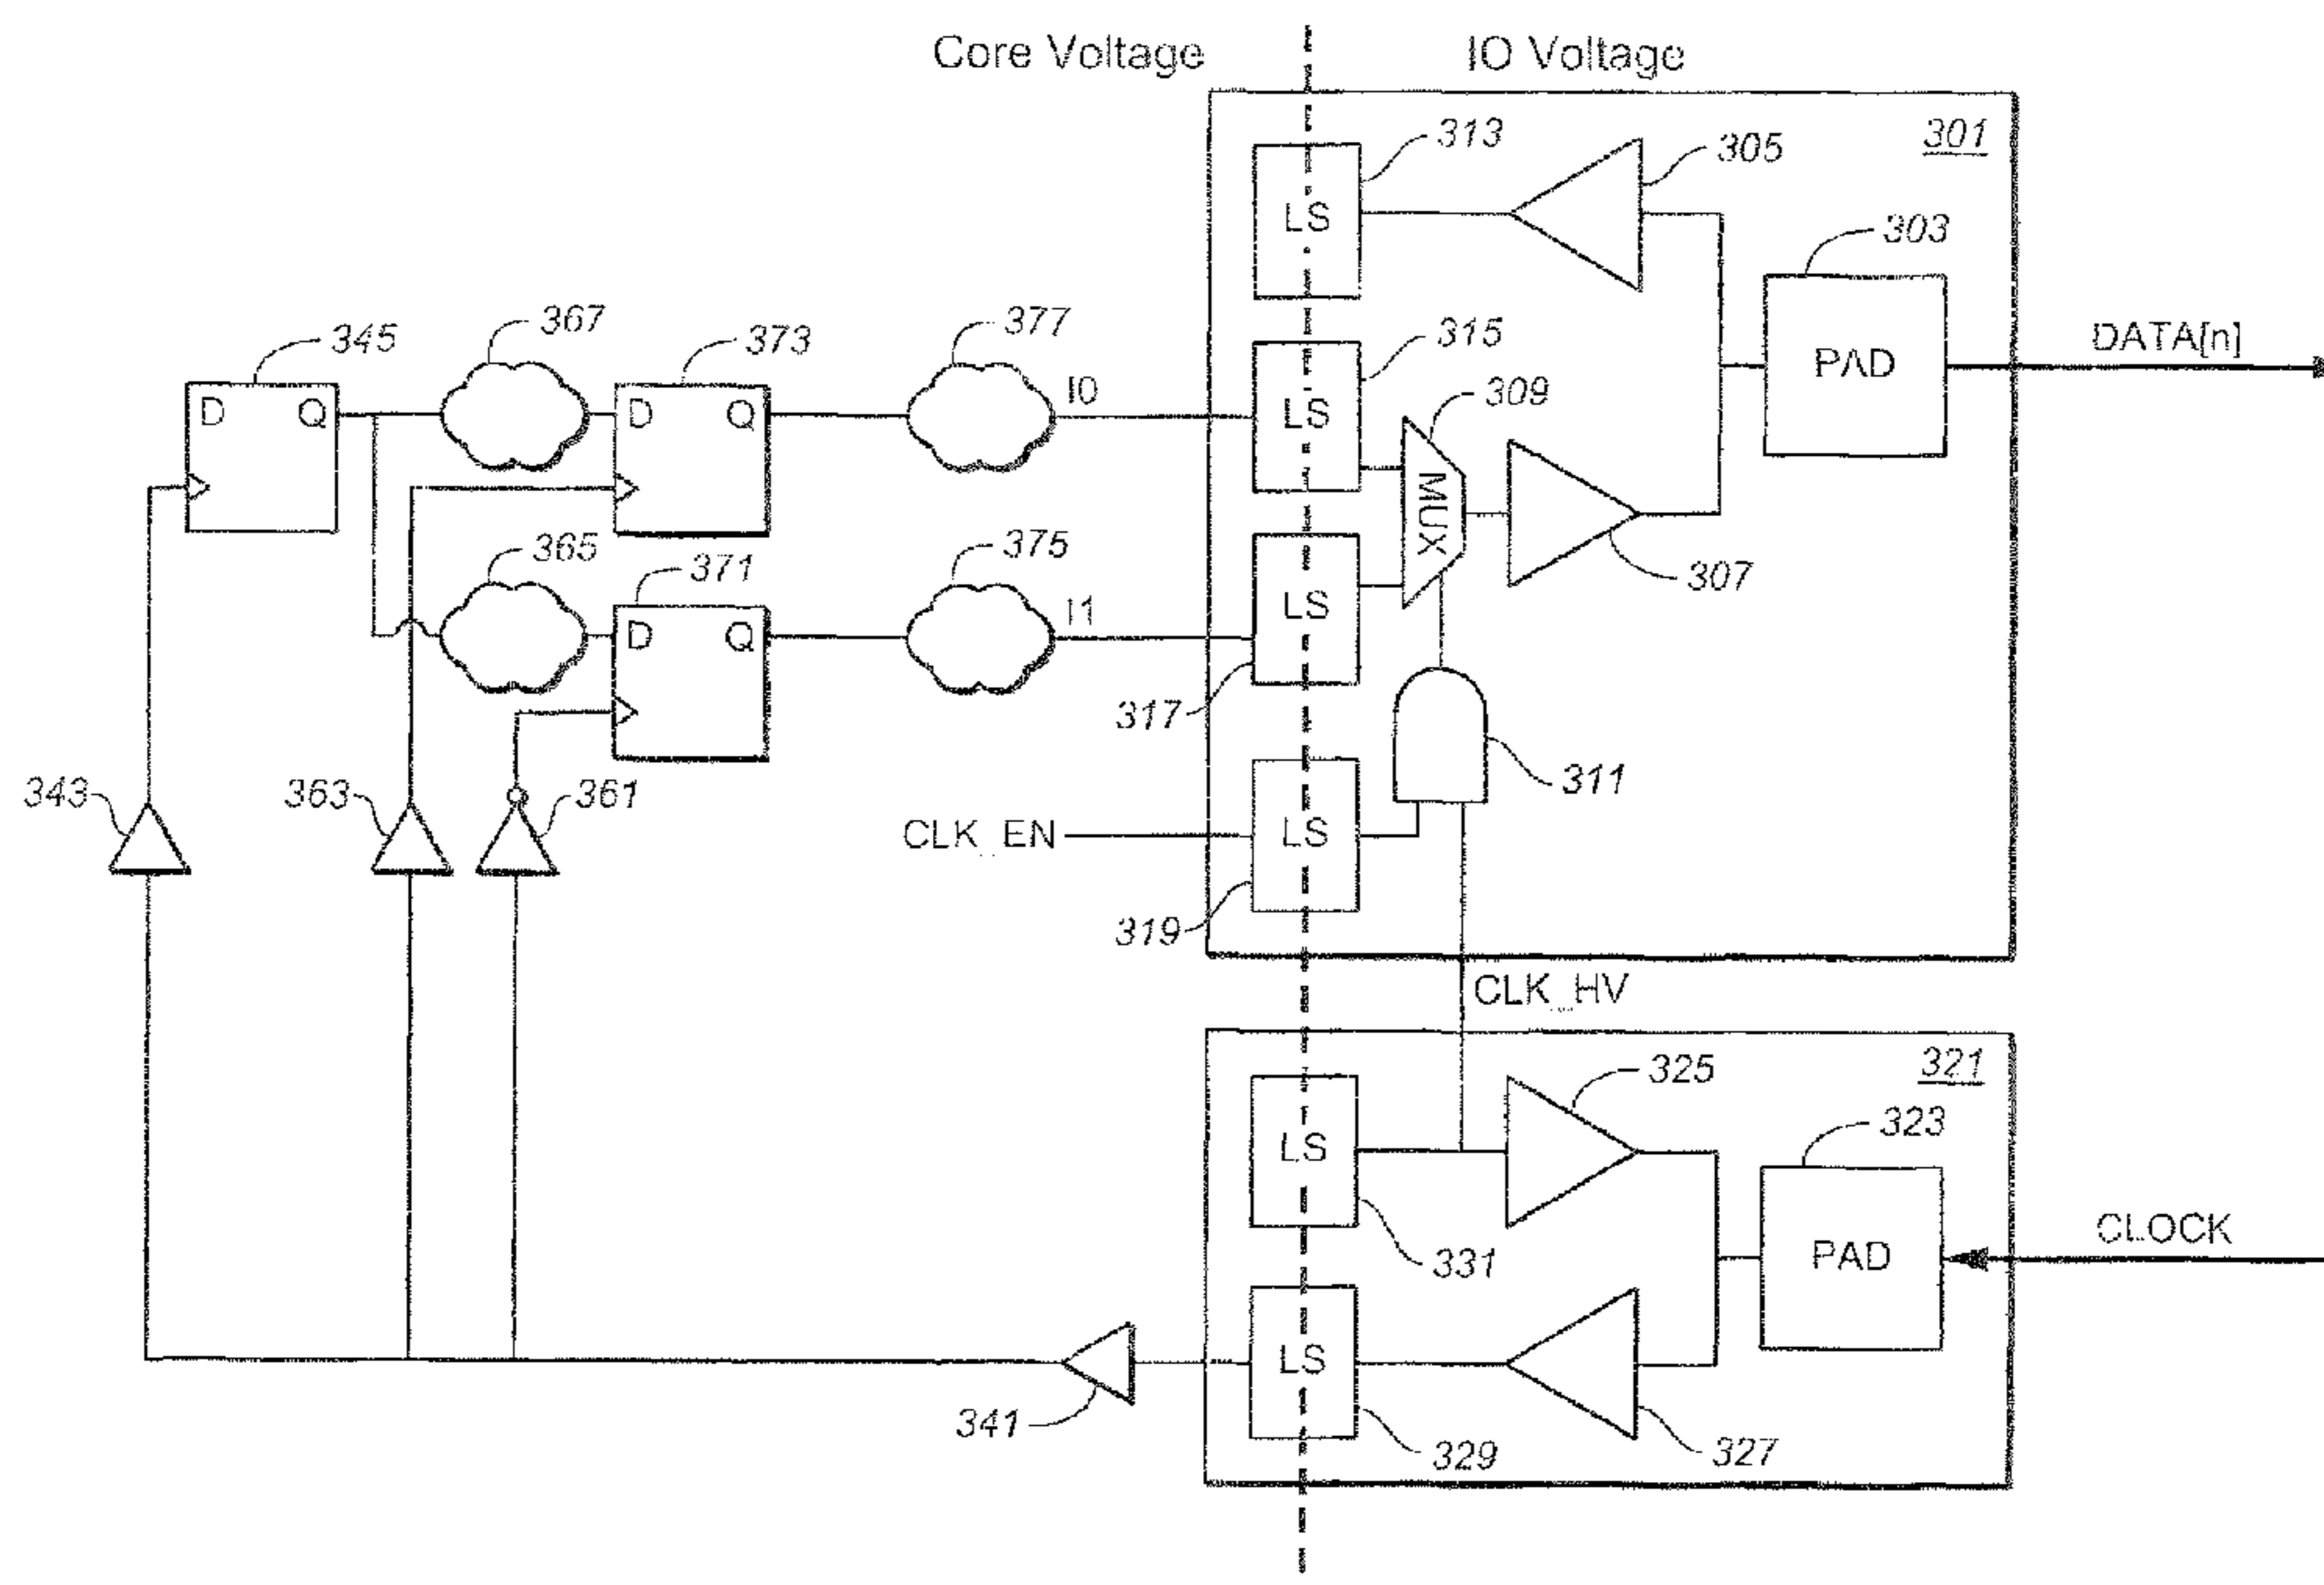 Core Voltage
IO Voltage
301
313
305
303
345
367
373
377
315
309
DATA[n]
PAD
LS
D Q
D Q
I0
LS
MUX
365
371
375
307
D Q
I1
LS
317
311
343
363
361
CLK_EN
LS
319
CLK_HV
321
325
323
LS
331
CLOCK
PAD
LS
341
329
327